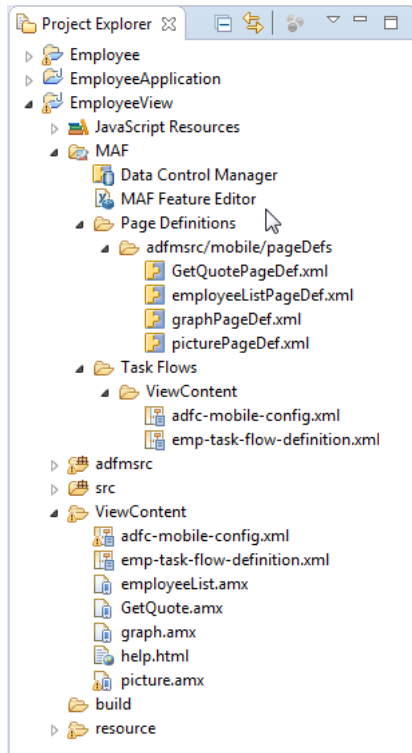 Project Explorer
Employee
EmployeeApplication
EmployeeView
JavaScript Resources
MAF
Data Control Manager
MAF Feature Editor
Page Definitions
adfmsrc/mobile/pageDefs
GetQuotePageDef.xml
employeeListPageDef.xml
graphPageDef.xml
picturePageDef.xml
Task Flows
ViewContent
adfc-mobile-config.xml
emp-task-flow-definition.xml
adfmsrc
src
ViewContent
adfc-mobile-config.xml
emp-task-flow-definition.xml
employeeList.amx
GetQuote.amx
graph.amx
help.html
picture.amx
build
resource